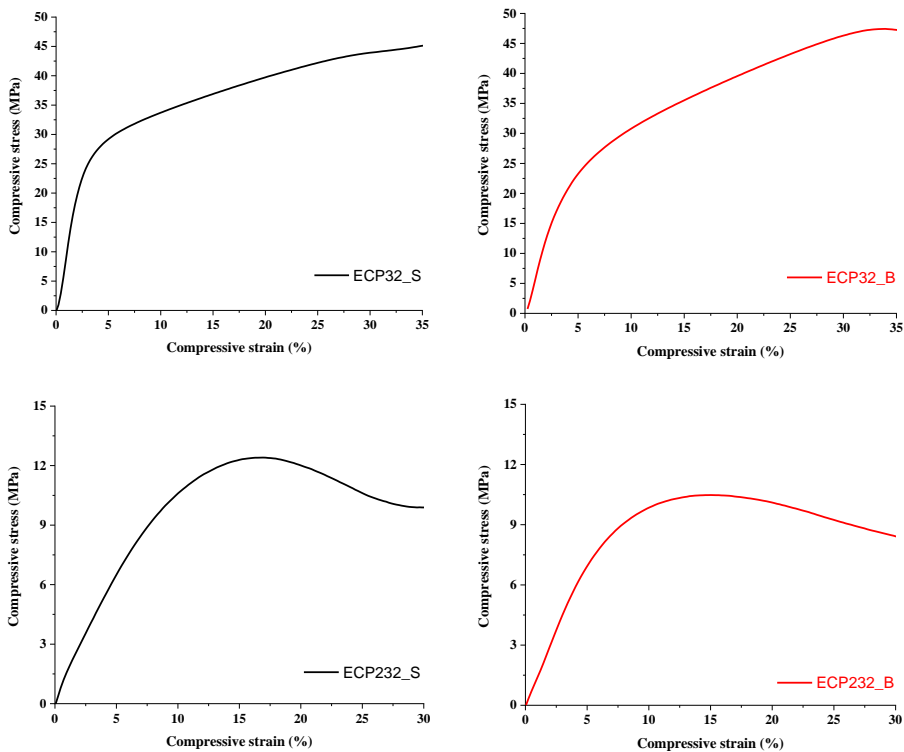 50
45
40
35
30
25
20
15
10
5
0
Compressive stress (MPa)
ECP32_S
0 5 10 15 20 25 30 35
Compressive strain (%)
50
45
40
35
30
25
20
15
10
5
0
Compressive stress (MPa)
ECP32_B
0 5 10 15 20 25 30 35
Compressive strain (%)
15
12
9
6
3
0
Compressive stress (MPa)
ECP232_S
0 5 10 15 20 25 30
Compressive strain (%)
15
12
9
6
3
0
Compressive stress (MPa)
ECP232_B
0 5 10 15 20 25 30
Compressive strain (%)